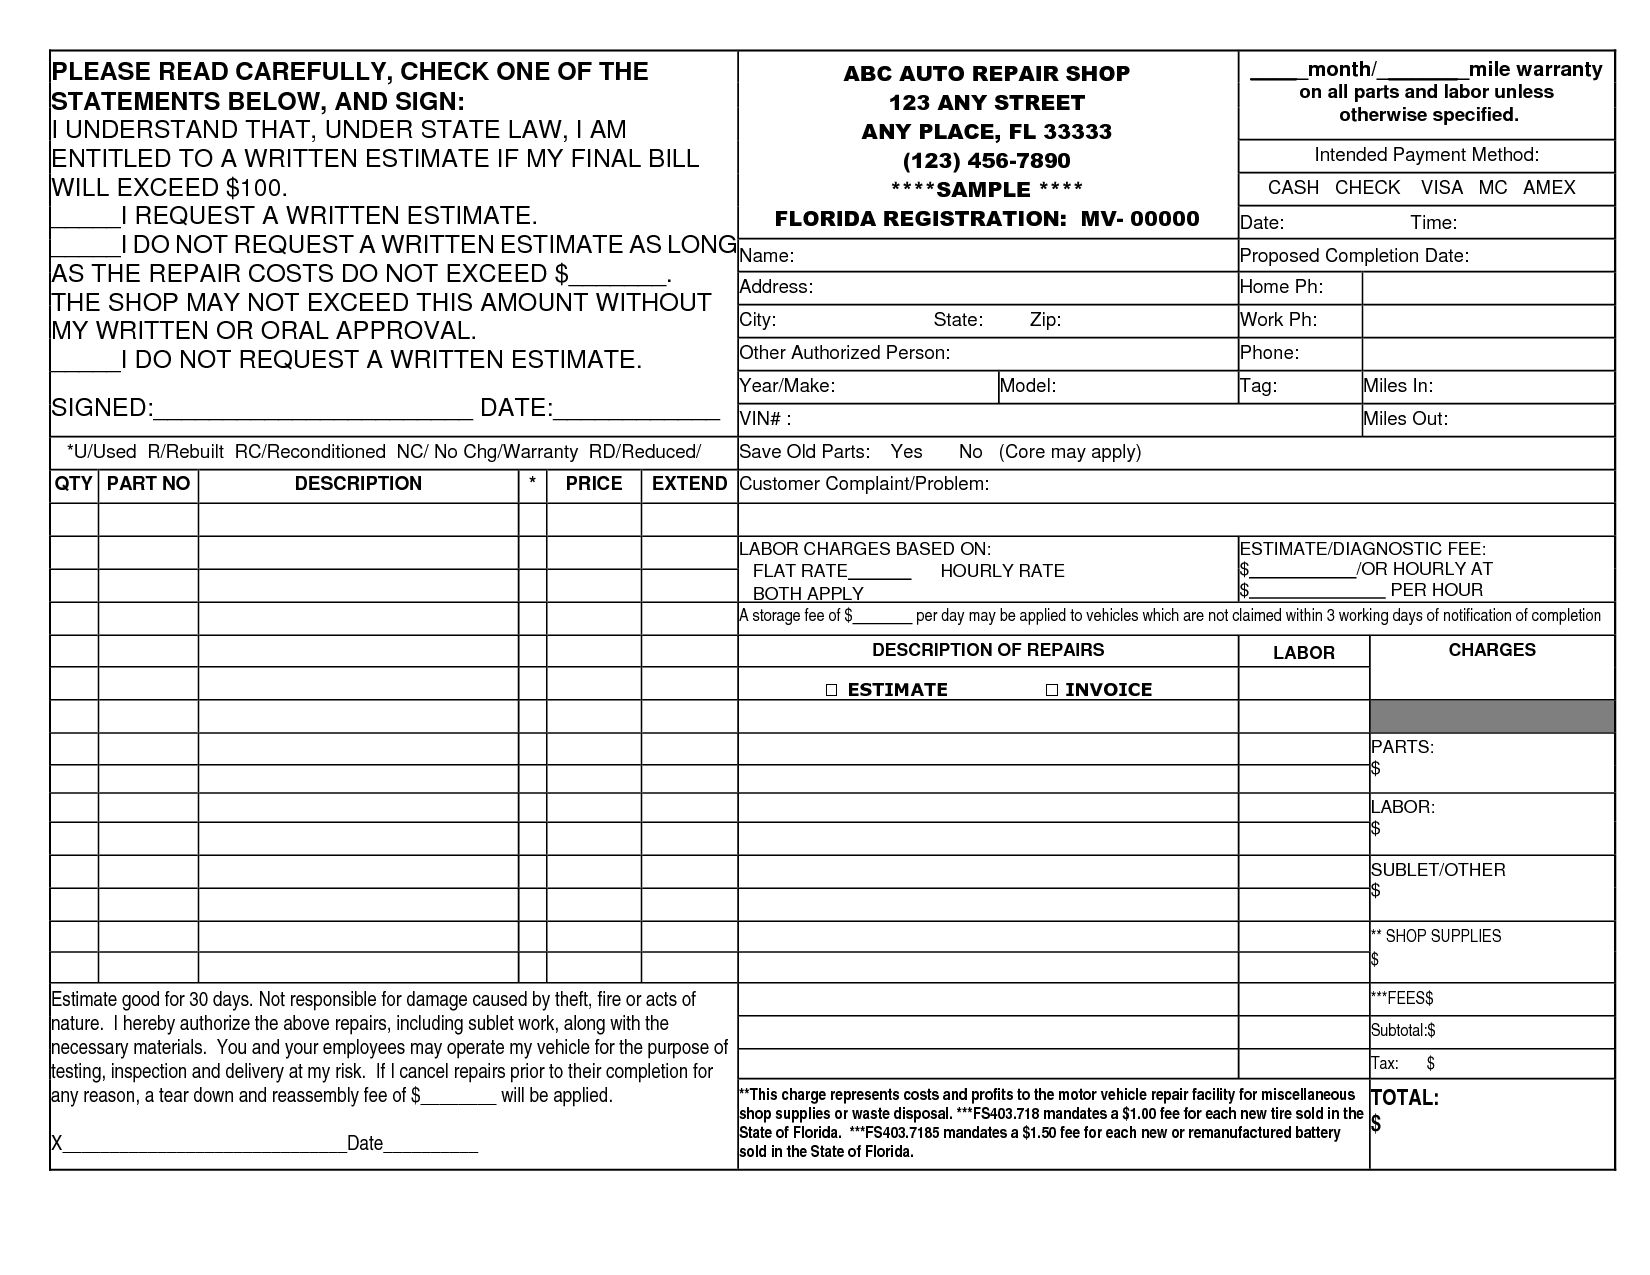 PLEASE READ CAREFULLY, CHECK ONE OF THE
STATEMENTS BELOW, AND SIGN:
I UNDERSTAND THAT, UNDER STATE LAW, I AM
ENTITLED TO A WRITTEN ESTIMATE IF MY FINAL BILL
WILL EXCEED $100.
_____I REQUEST A WRITTEN ESTIMATE.
_____I DO NOT REQUEST A WRITTEN ESTIMATE AS LONG
AS THE REPAIR COSTS DO NOT EXCEED $_______.
THE SHOP MAY NOT EXCEED THIS AMOUNT WITHOUT
MY WRITTEN OR ORAL APPROVAL.
_____I DO NOT REQUEST A WRITTEN ESTIMATE.
SIGNED:_______________________ DATE:____________
ABC AUTO REPAIR SHOP
123 ANY STREET
ANY PLACE, FL 33333
(123) 456-7890
****SAMPLE ****
FLORIDA REGISTRATION: MV- 00000
_____month/________mile warranty
on all parts and labor unless
otherwise specified.
Intended Payment Method:
CASH CHECK VISA MC AMEX
Date: Time:
Name: Proposed Completion Date:
Address: Home Ph:
City: State: Zip: Work Ph:
Other Authorized Person: Phone:
Year/Make: Model: Tag: Miles In:
VIN# : Miles Out:
*U/Used R/Rebuilt RC/Reconditioned NC/ No Chg/Warranty RD/Reduced/
Save Old Parts: Yes No (Core may apply)
QTY PART NO DESCRIPTION * PRICE EXTEND
Customer Complaint/Problem:
LABOR CHARGES BASED ON:
FLAT RATE______ HOURLY RATE
BOTH APPLY
ESTIMATE/DIAGNOSTIC FEE:
$___________/OR HOURLY AT
$______________ PER HOUR
A storage fee of $_______ per day may be applied to vehicles which are not claimed within 3 working days of notification of completion
DESCRIPTION OF REPAIRS LABOR CHARGES
☐ ESTIMATE ☐ INVOICE
PARTS:
$
LABOR:
$
SUBLET/OTHER
$
** SHOP SUPPLIES
$
***FEES$
Subtotal:$
Tax: $
Estimate good for 30 days. Not responsible for damage caused by theft, fire or acts of
nature. I hereby authorize the above repairs, including sublet work, along with the
necessary materials. You and your employees may operate my vehicle for the purpose of
testing, inspection and delivery at my risk. If I cancel repairs prior to their completion for
any reason, a tear down and reassembly fee of $________ will be applied.
X______________________________Date__________
**This charge represents costs and profits to the motor vehicle repair facility for miscellaneous
shop supplies or waste disposal. ***FS403.718 mandates a $1.00 fee for each new tire sold in the
State of Florida. ***FS403.7185 mandates a $1.50 fee for each new or remanufactured battery
sold in the State of Florida.
TOTAL:
$